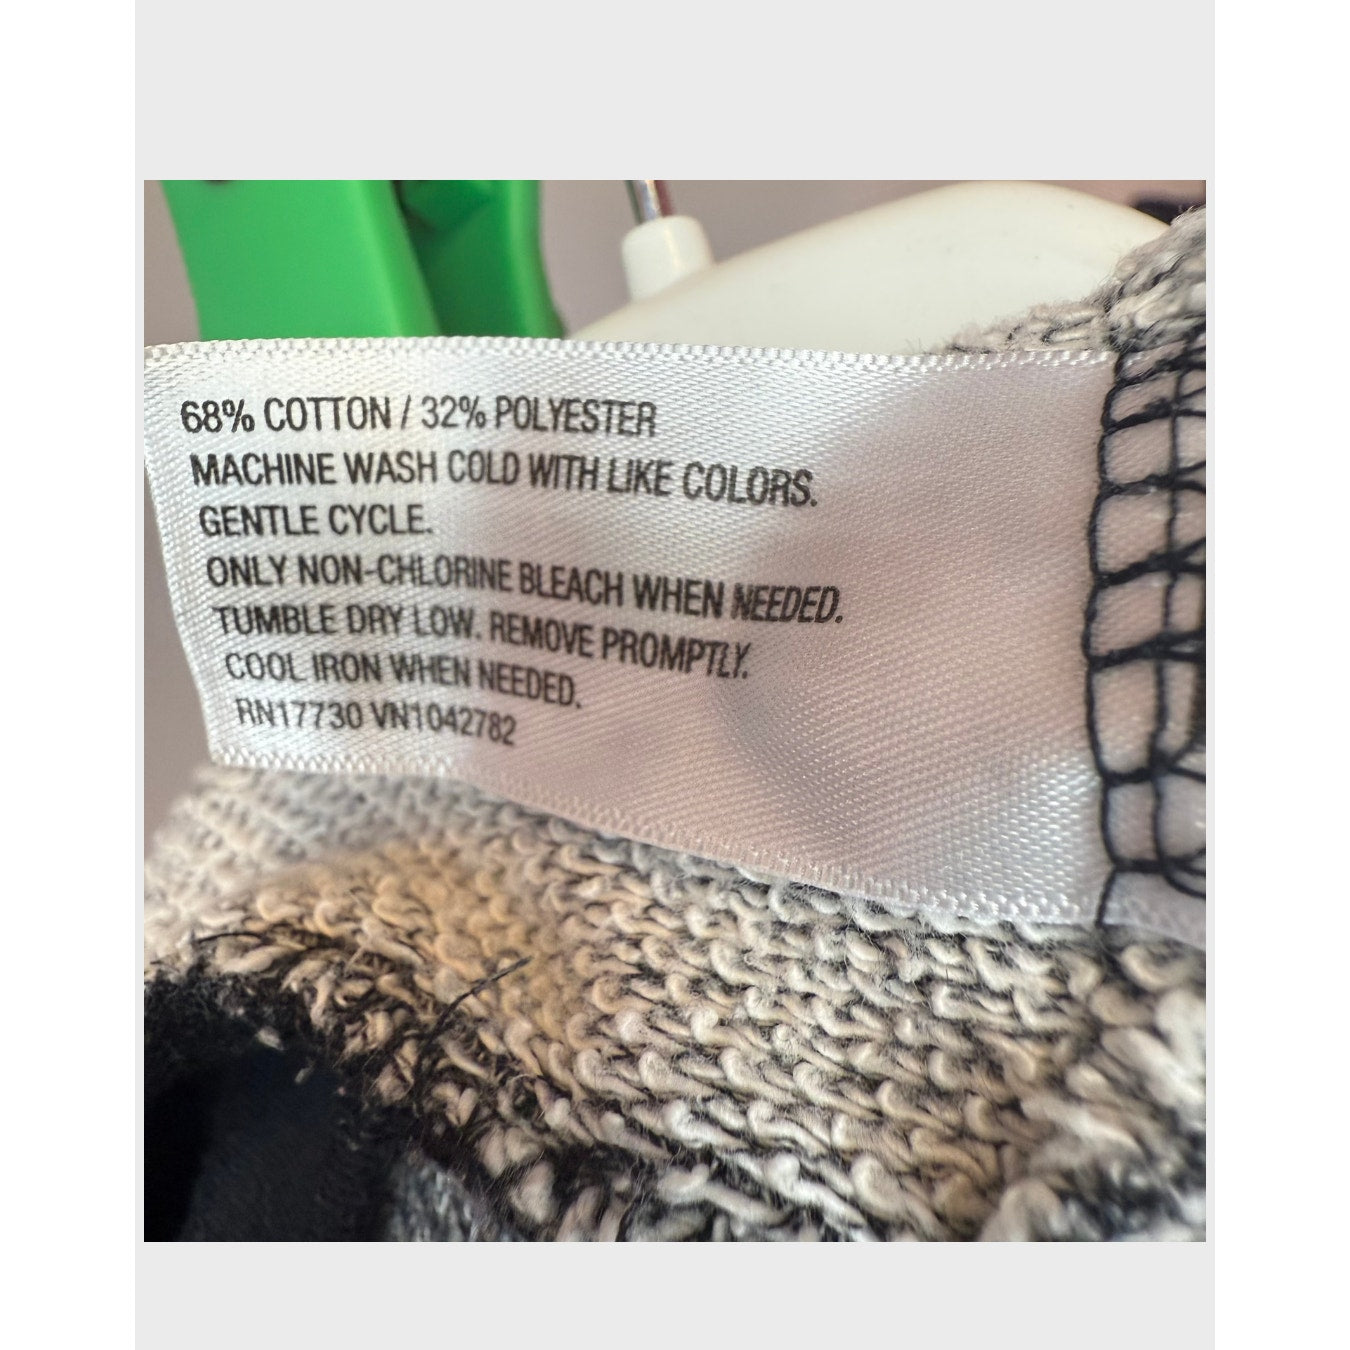 68% COTTON / 32% POLYESTER
MACHINE WASH COLD WITH LIKE COLORS.
GENTLE CYCLE.
ONLY NON-CHLORINE BLEACH WHEN NEEDED.
TUMBLE DRY LOW. REMOVE PROMPTLY.
COOL IRON WHEN NEEDED.
RN17730 VN1042782